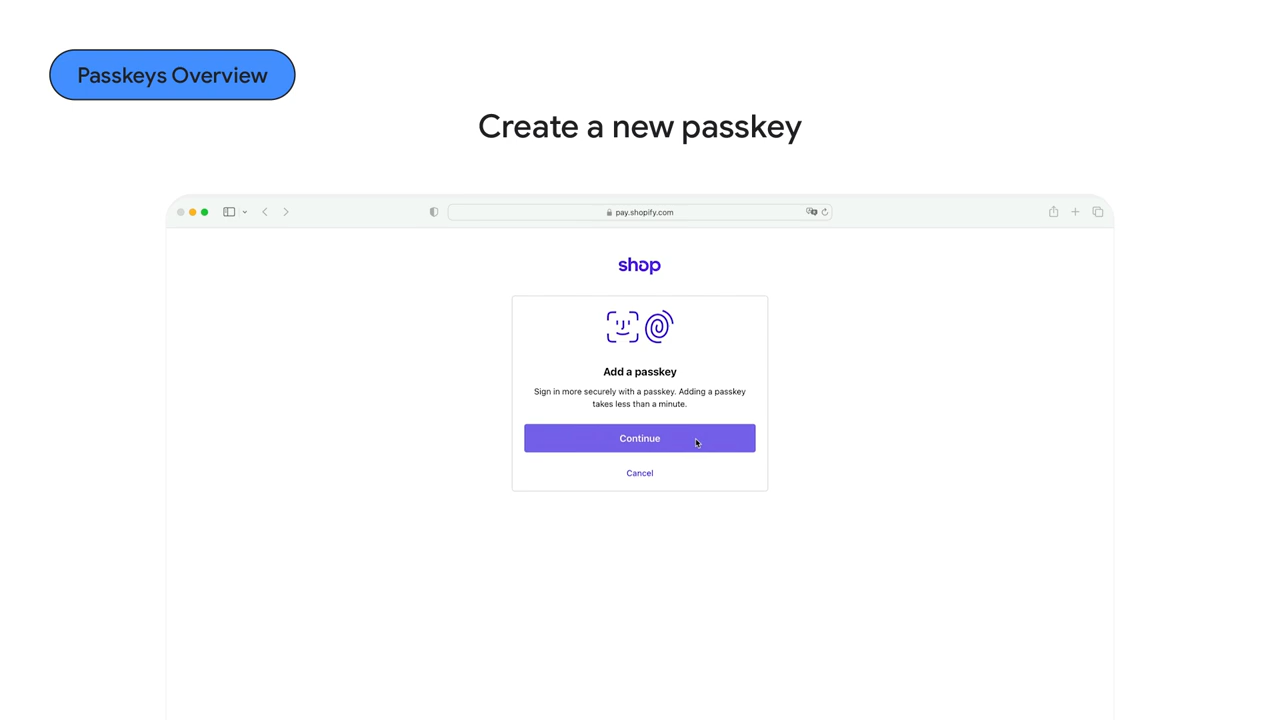 Passkeys Overview
Create a new passkey
pay.shopify.com
shop
Add a passkey
Sign in more securely with a passkey. Adding a passkey
takes less than a minute.
Continue
Cancel